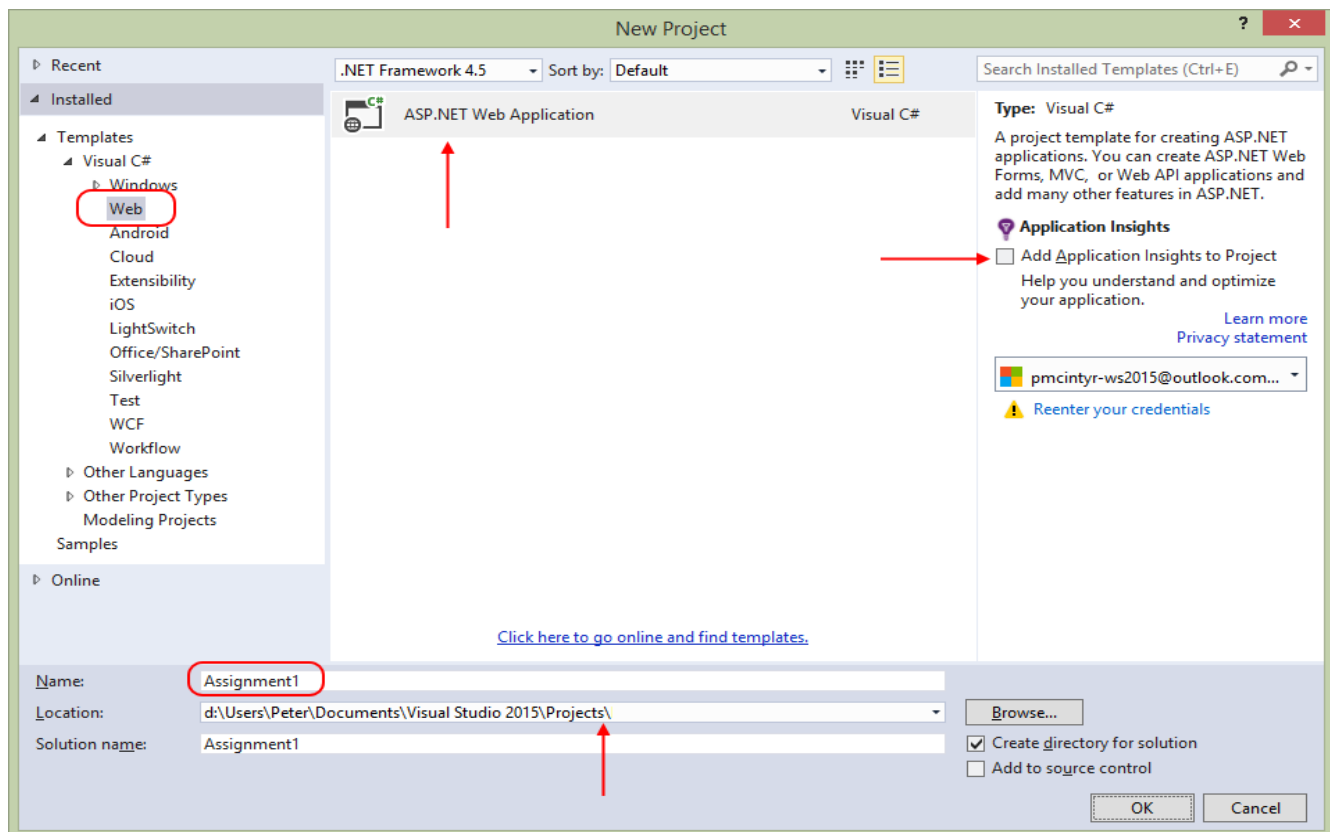 New Project
?
Recent
Installed
Templates
Visual C#
Windows
Web
Android
Cloud
Extensibility
iOS
LightSwitch
Office/SharePoint
Silverlight
Test
WCF
Workflow
Other Languages
Other Project Types
Modeling Projects
Samples
Online
.NET Framework 4.5 Sort by: Default
C# ASP.NET Web Application Visual C#
Click here to go online and find templates.
Search Installed Templates (Ctrl+E)
Type: Visual C#
A project template for creating ASP.NET
applications. You can create ASP.NET Web
Forms, MVC, or Web API applications and
add many other features in ASP.NET.
Application Insights
Add Application Insights to Project
Help you understand and optimize
your application.
Learn more
Privacy statement
pmcintyr-ws2015@outlook.com...
Reenter your credentials
Name: Assignment1
Location: d:\Users\Peter\Documents\Visual Studio 2015\Projects\ Browse...
Solution name: Assignment1
Create directory for solution
Add to source control
OK Cancel